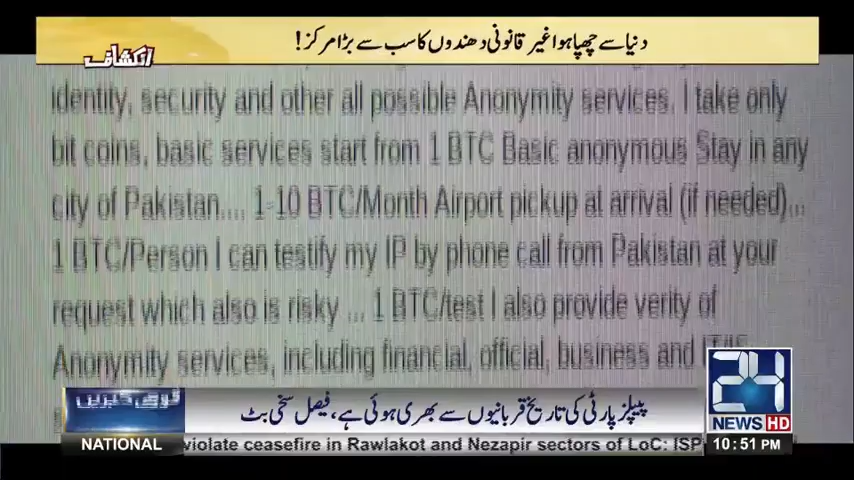 دنیا سے چھپا ہوا غیر قانونی دھندوں کا سب سے بڑا مرکز!
انکشاف
identity, security and other all possible Anonymity services. I take only
bit coins, basic services start from 1 BTC Basic anonymous Stay in any
city of Pakistan.... 1-10 BTC/Month Airport pickup at arrival (if needed)...
1 BTC/Person I can testify my IP by phone call from Pakistan at your
request which also is risky ... 1 BTC/test I also provide verity of
Anonymity services, including financial, official, business and
24
NEWS HD
قومی خبریں
پیپلز پارٹی کی تاریخ قربانیوں سے بھری ہوئی ہے، فیصل سخی بٹ
NATIONAL
violate ceasefire in Rawlakot and Nezapir sectors of LoC: ISP
10:51 PM